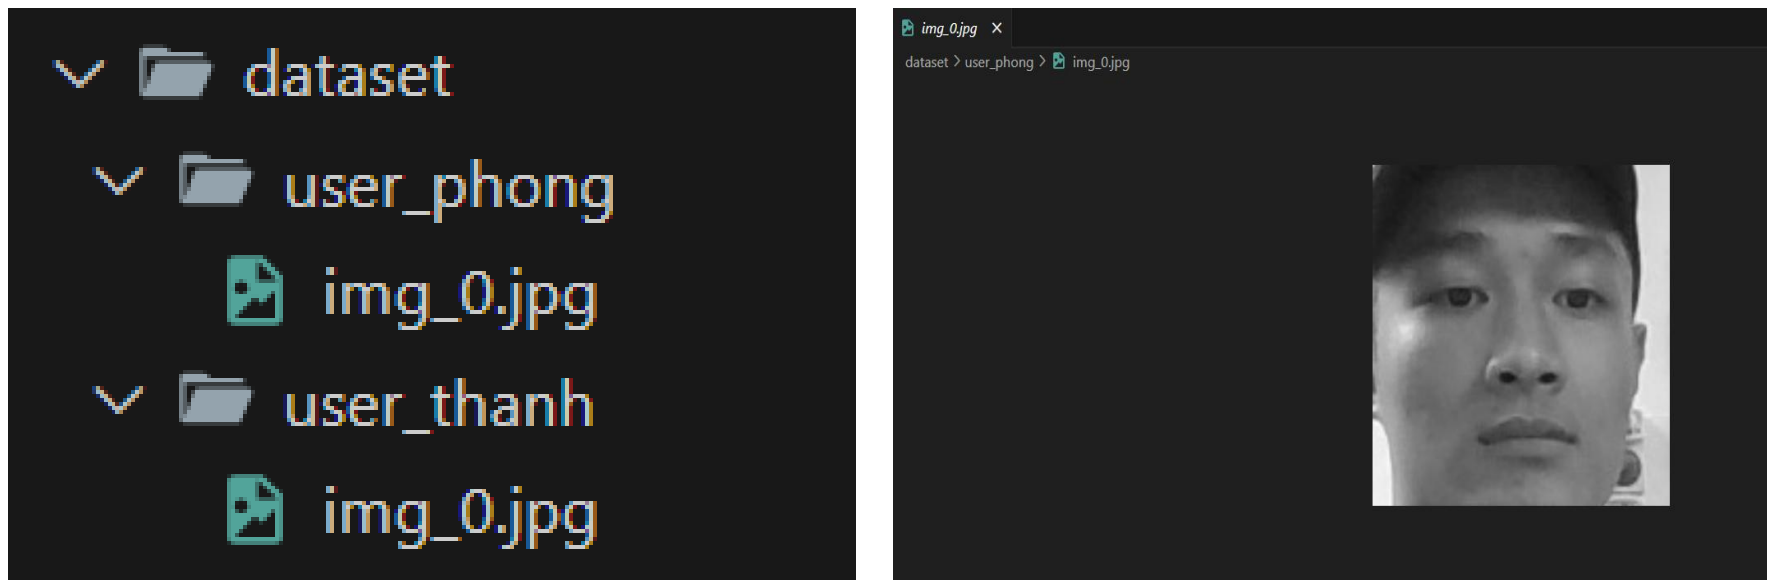 dataset
user_phong
img_0.jpg
user_thanh
img_0.jpg
img_0.jpg
dataset > user_phong > img_0.jpg